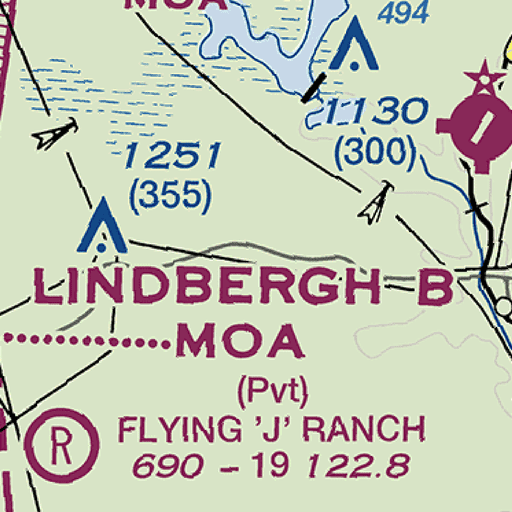 MOA
494
1130
(300)
1251
(355)
LINDBERGH B
MOA
(Pvt)
R FLYING 'J' RANCH
690 - 19 122.8